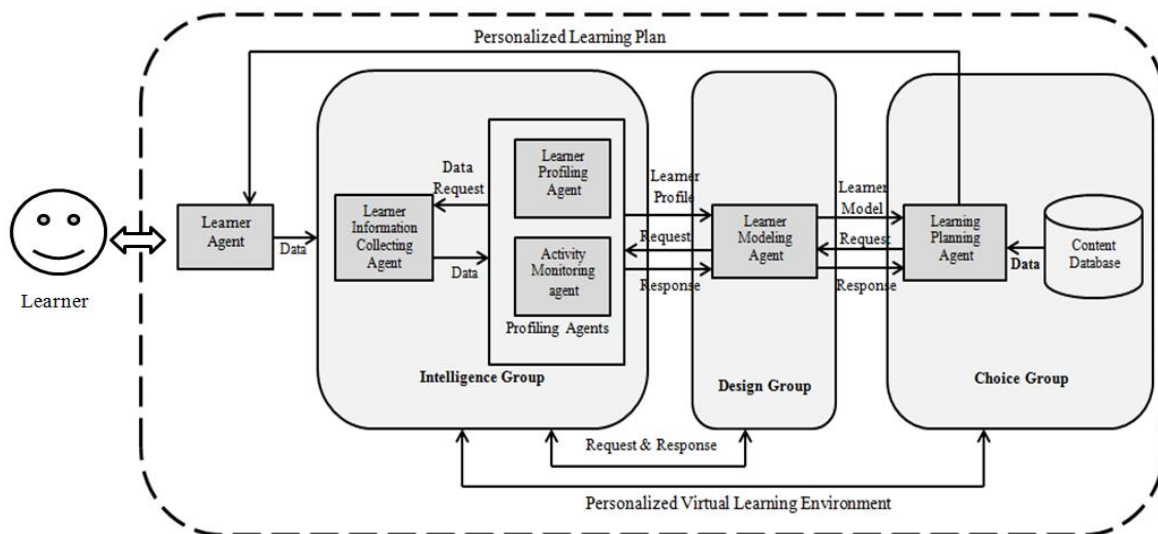 Personalized Learning Plan
Learner
Learner
Agent
Data
Learner
Information
Collecting
Agent
Data
Request
Data
Learner
Profiling
Agent
Activity
Monitoring
agent
Profiling Agents
Intelligence Group
Learner
Profile
Request
Response
Learner
Modeling
Agent
Design Group
Learner
Model
Request
Response
Learning
Planning
Agent
Data
Content
Database
Choice Group
Request & Response
Personalized Virtual Learning Environment